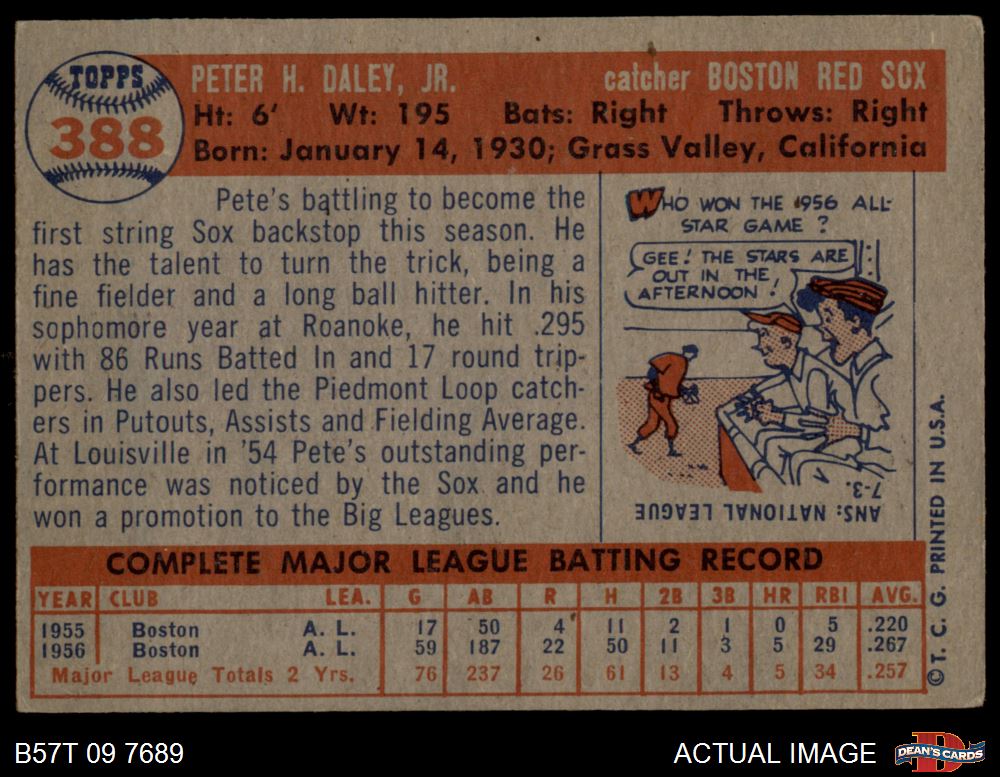 TOPPS
388
PETER H. DALEY, JR. catcher BOSTON RED SOX
Ht: 6' Wt: 195 Bats: Right Throws: Right
Born: January 14, 1930; Grass Valley, California
Pete's battling to become the
first string Sox backstop this season. He
has the talent to turn the trick, being a
fine fielder and a long ball hitter. In his
sophomore year at Roanoke, he hit .295
with 86 Runs Batted In and 17 round trip-
pers. He also led the Piedmont Loop catch-
ers in Putouts, Assists and Fielding Average.
At Louisville in '54 Pete's outstanding per-
formance was noticed by the Sox and he
won a promotion to the Big Leagues.
WHO WON THE 1956 ALL-
STAR GAME ?
GEE! THE STARS ARE
OUT IN THE
AFTERNOON!
ANS: NATIONAL LEAGUE
7-3.
COMPLETE MAJOR LEAGUE BATTING RECORD
YEAR CLUB LEA. G AB R H 2B 3B HR RBI AVG.
1955 Boston A. L. 17 50 4 11 2 1 0 5 .220
1956 Boston A. L. 59 187 22 50 11 3 5 29 .267
Major League Totals 2 Yrs. 76 237 26 61 13 4 5 34 .257
© T. C. G. PRINTED IN U.S.A.
B57T 09 7689
ACTUAL IMAGE
D
DEAN'S CARDS